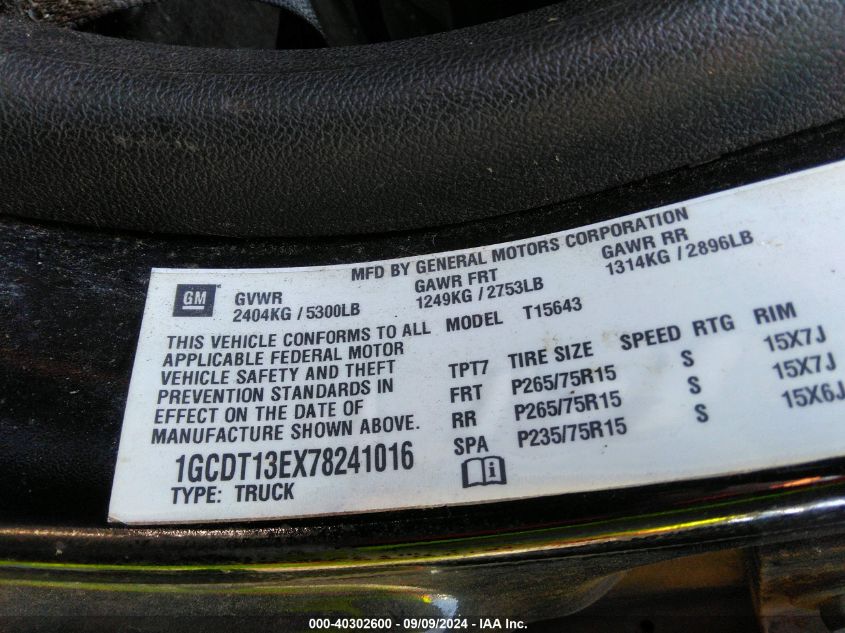 MFD BY GENERAL MOTORS CORPORATION
GM
GVWR GAWR FRT GAWR RR
2404KG / 5300LB 1249KG / 2753LB 1314KG / 2896LB
THIS VEHICLE CONFORMS TO ALL
APPLICABLE FEDERAL MOTOR
VEHICLE SAFETY AND THEFT
PREVENTION STANDARDS IN
EFFECT ON THE DATE OF
MANUFACTURE SHOWN ABOVE.
MODEL T15643
TPT7 TIRE SIZE SPEED RTG RIM
FRT P265/75R15 S 15X7J
RR P265/75R15 S 15X7J
SPA P235/75R15 S 15X6J
1GCDT13EX78241016
TYPE: TRUCK
000-40302600 - 09/09/2024 - IAA Inc.